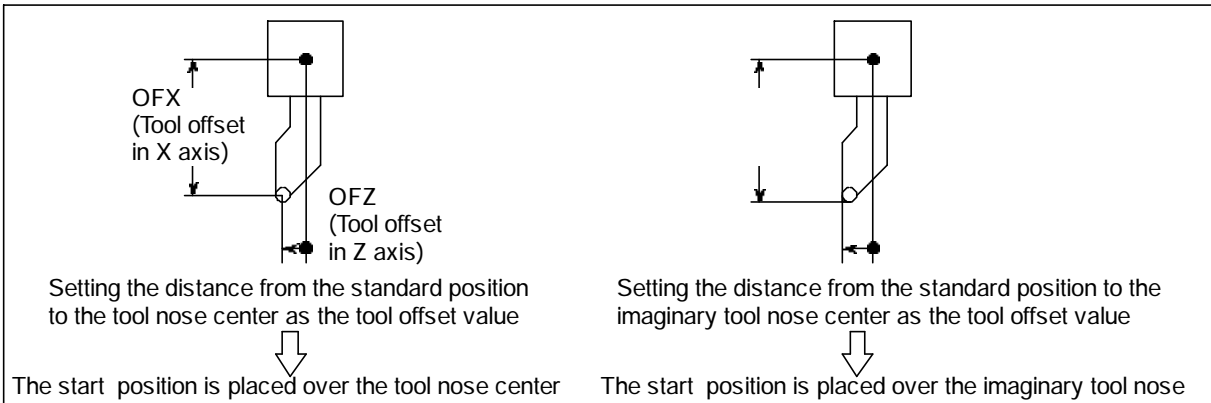 OFX
(Tool offset
in X axis)
OFZ
(Tool offset
in Z axis)
Setting the distance from the standard position
to the tool nose center as the tool offset value
The start position is placed over the tool nose center
Setting the distance from the standard position to the
imaginary tool nose center as the tool offset value
The start position is placed over the imaginary tool nose